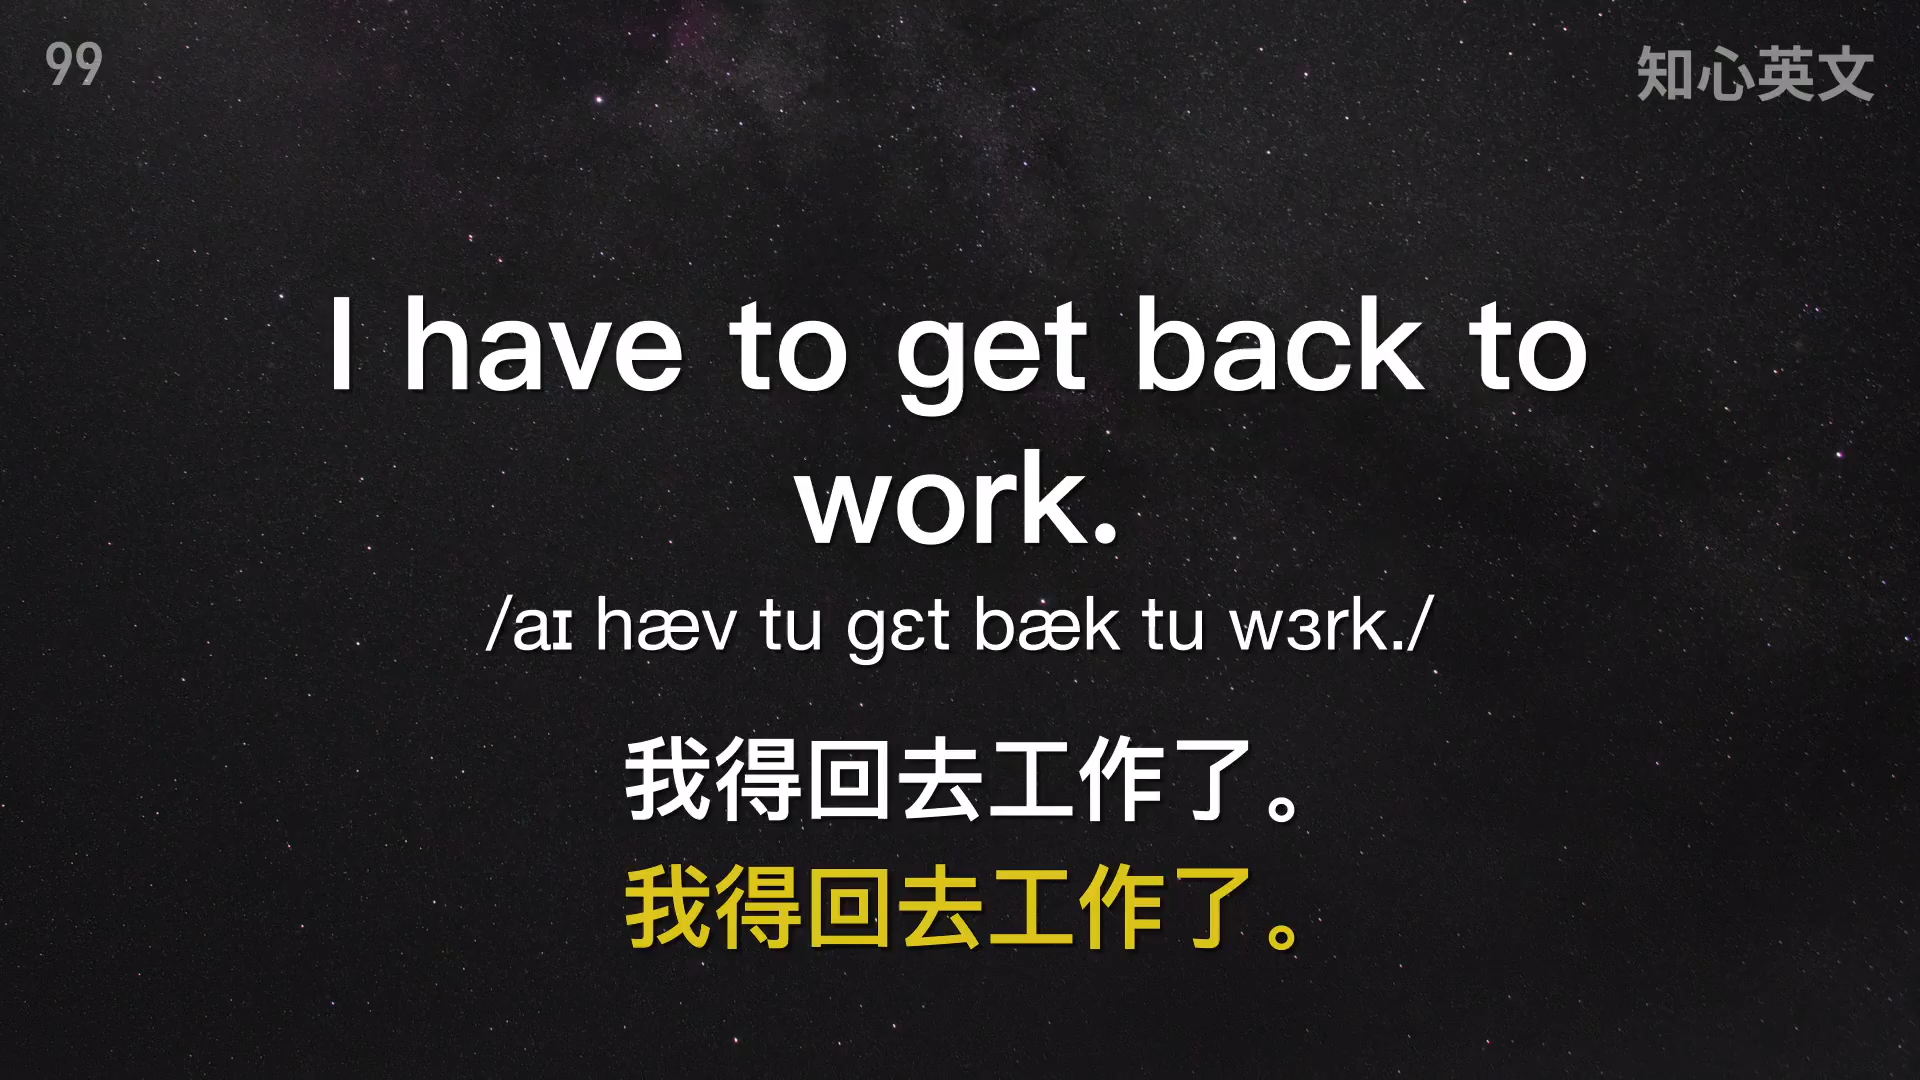 99
知心英文
I have to get back to
work.
/aɪ hæv tu gɛt bæk tu wɜrk./
我得回去工作了。
我得回去工作了。